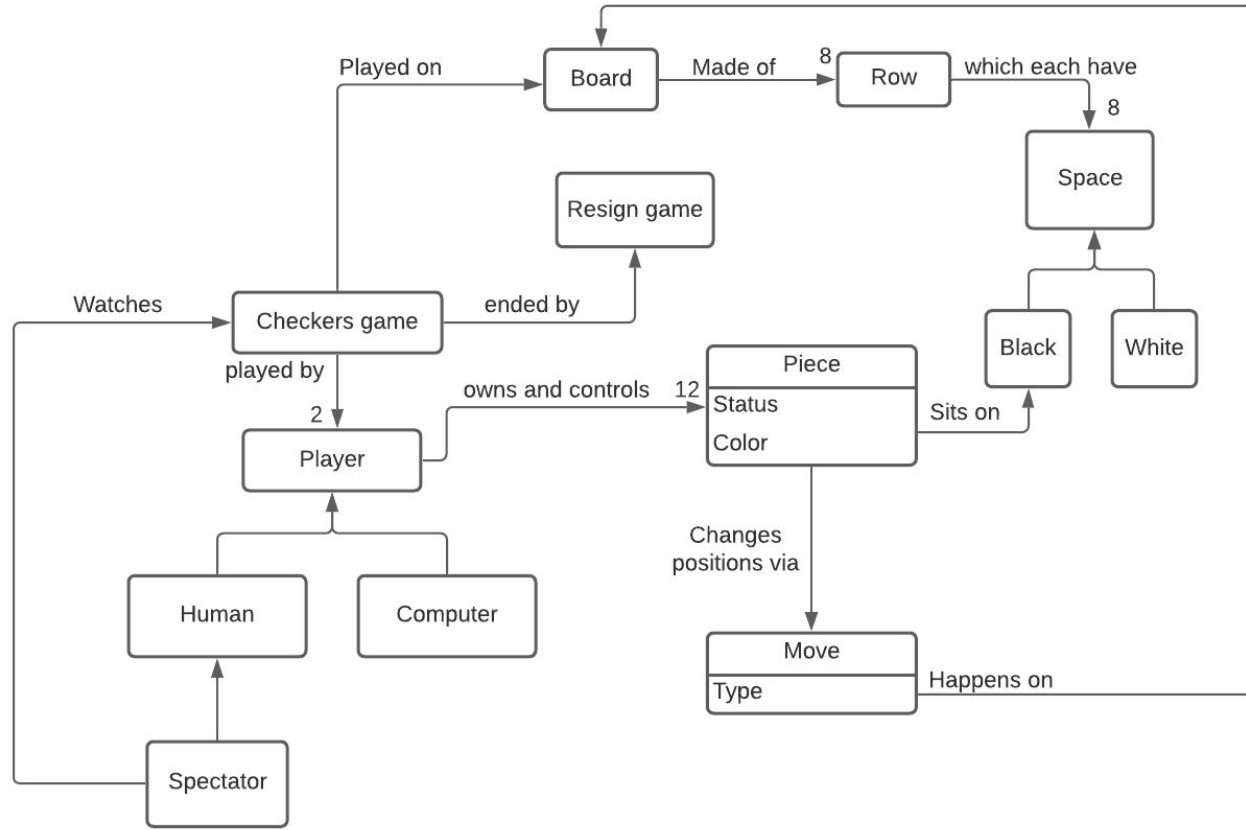 Played on
Board
Made of
8
Row
which each have
8
Space
Resign game
Watches
Checkers game
ended by
Black
White
played by
2
owns and controls
12
Piece
Status
Color
Sits on
Player
Changes
positions via
Human
Computer
Move
Type
Happens on
Spectator